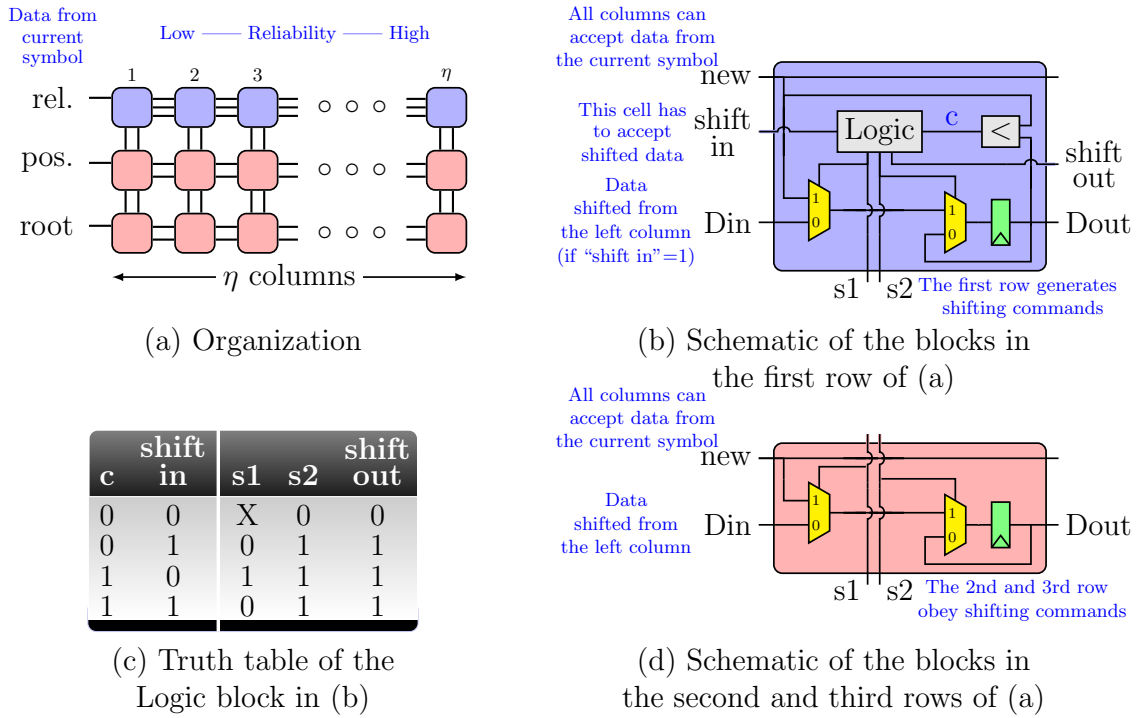 Data from
current
symbol
Low Reliability High
1 2 3 η
rel.
pos.
root
η columns
(a) Organization
All columns can
accept data from
the current symbol
new
This cell has
to accept
shifted data
shift
in
Logic
c
<
shift
out
Data
shifted from
the left column
(if “shift in”=1)
Din
1
0
1
0
Dout
s1 s2
The first row generates
shifting commands
(b) Schematic of the blocks in
the first row of (a)
c shift in s1 s2 shift out
0 0 X 0 0
0 1 0 1 1
1 0 1 1 1
1 1 0 1 1
(c) Truth table of the
Logic block in (b)
All columns can
accept data from
the current symbol
new
Data
shifted from
the left column
Din
1
0
1
0
Dout
s1 s2
The 2nd and 3rd row
obey shifting commands
(d) Schematic of the blocks in
the second and third rows of (a)